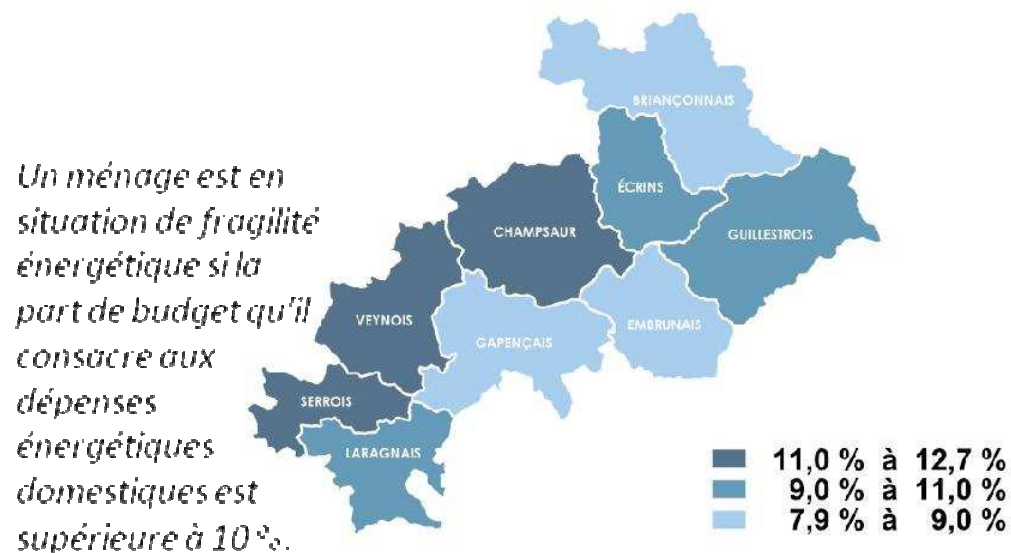 BRIANÇONNAIS
Un ménage est en
situation de fragilité
énergétique si la
part de budget qu'il
consacre aux
dépenses
énergétiques
domestiques est
supérieure à 10 %.
ÉCRINS
CHAMPSAUR
GUILLESTROIS
VEYNOIS
EMBRUNAIS
GAPENÇAIS
SERROIS
LARAGNAIS
11,0 % à 12,7 %
9,0 % à 11,0 %
7,9 % à 9,0 %